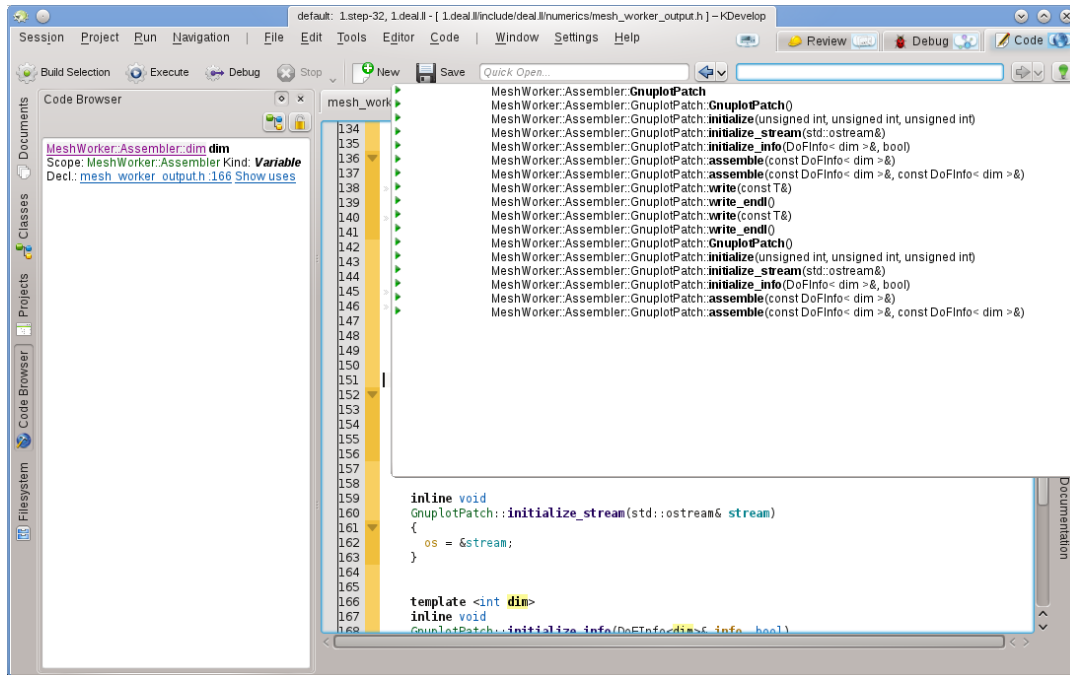 default: 1.step-32, 1.deal.II - [ 1.deal.II/include/deal.II/numerics/mesh_worker_output.h ] – KDevelop
Session Project Run Navigation | File Edit Tools Editor Code | Window Settings Help Review Debug Code
Build Selection Execute Debug Stop New Save Quick Open...
Documents
Classes
Projects
Code Browser
Filesystem
Code Browser
MeshWorker::Assembler::dim dim
Scope: MeshWorker::Assembler Kind: Variable
Decl.: mesh_worker_output.h :166 Show uses
mesh_work
MeshWorker::Assembler::GnuplotPatch
MeshWorker::Assembler::GnuplotPatch::GnuplotPatch()
MeshWorker::Assembler::GnuplotPatch::initialize(unsigned int, unsigned int, unsigned int)
MeshWorker::Assembler::GnuplotPatch::initialize_stream(std::ostream&)
MeshWorker::Assembler::GnuplotPatch::initialize_info(DoFInfo< dim >&, bool)
MeshWorker::Assembler::GnuplotPatch::assemble(const DoFInfo< dim >&)
MeshWorker::Assembler::GnuplotPatch::assemble(const DoFInfo< dim >&, const DoFInfo< dim >&)
MeshWorker::Assembler::GnuplotPatch::write(const T&)
MeshWorker::Assembler::GnuplotPatch::write_endl()
MeshWorker::Assembler::GnuplotPatch::write(const T&)
MeshWorker::Assembler::GnuplotPatch::write_endl()
MeshWorker::Assembler::GnuplotPatch::GnuplotPatch()
MeshWorker::Assembler::GnuplotPatch::initialize(unsigned int, unsigned int, unsigned int)
MeshWorker::Assembler::GnuplotPatch::initialize_stream(std::ostream&)
MeshWorker::Assembler::GnuplotPatch::initialize_info(DoFInfo< dim >&, bool)
MeshWorker::Assembler::GnuplotPatch::assemble(const DoFInfo< dim >&)
MeshWorker::Assembler::GnuplotPatch::assemble(const DoFInfo< dim >&, const DoFInfo< dim >&)
134
135
136
137
138
139
140
141
142
143
144
145
146
147
148
149
150
151
152
153
154
155
156
157
158
159 inline void
160 GnuplotPatch::initialize_stream(std::ostream& stream)
161 {
162 os = &stream;
163 }
164
165
166 template <int dim>
167 inline void
168 GnuplotPatch::initialize_info(DoFInfo<dim>& info, bool)
Documentation